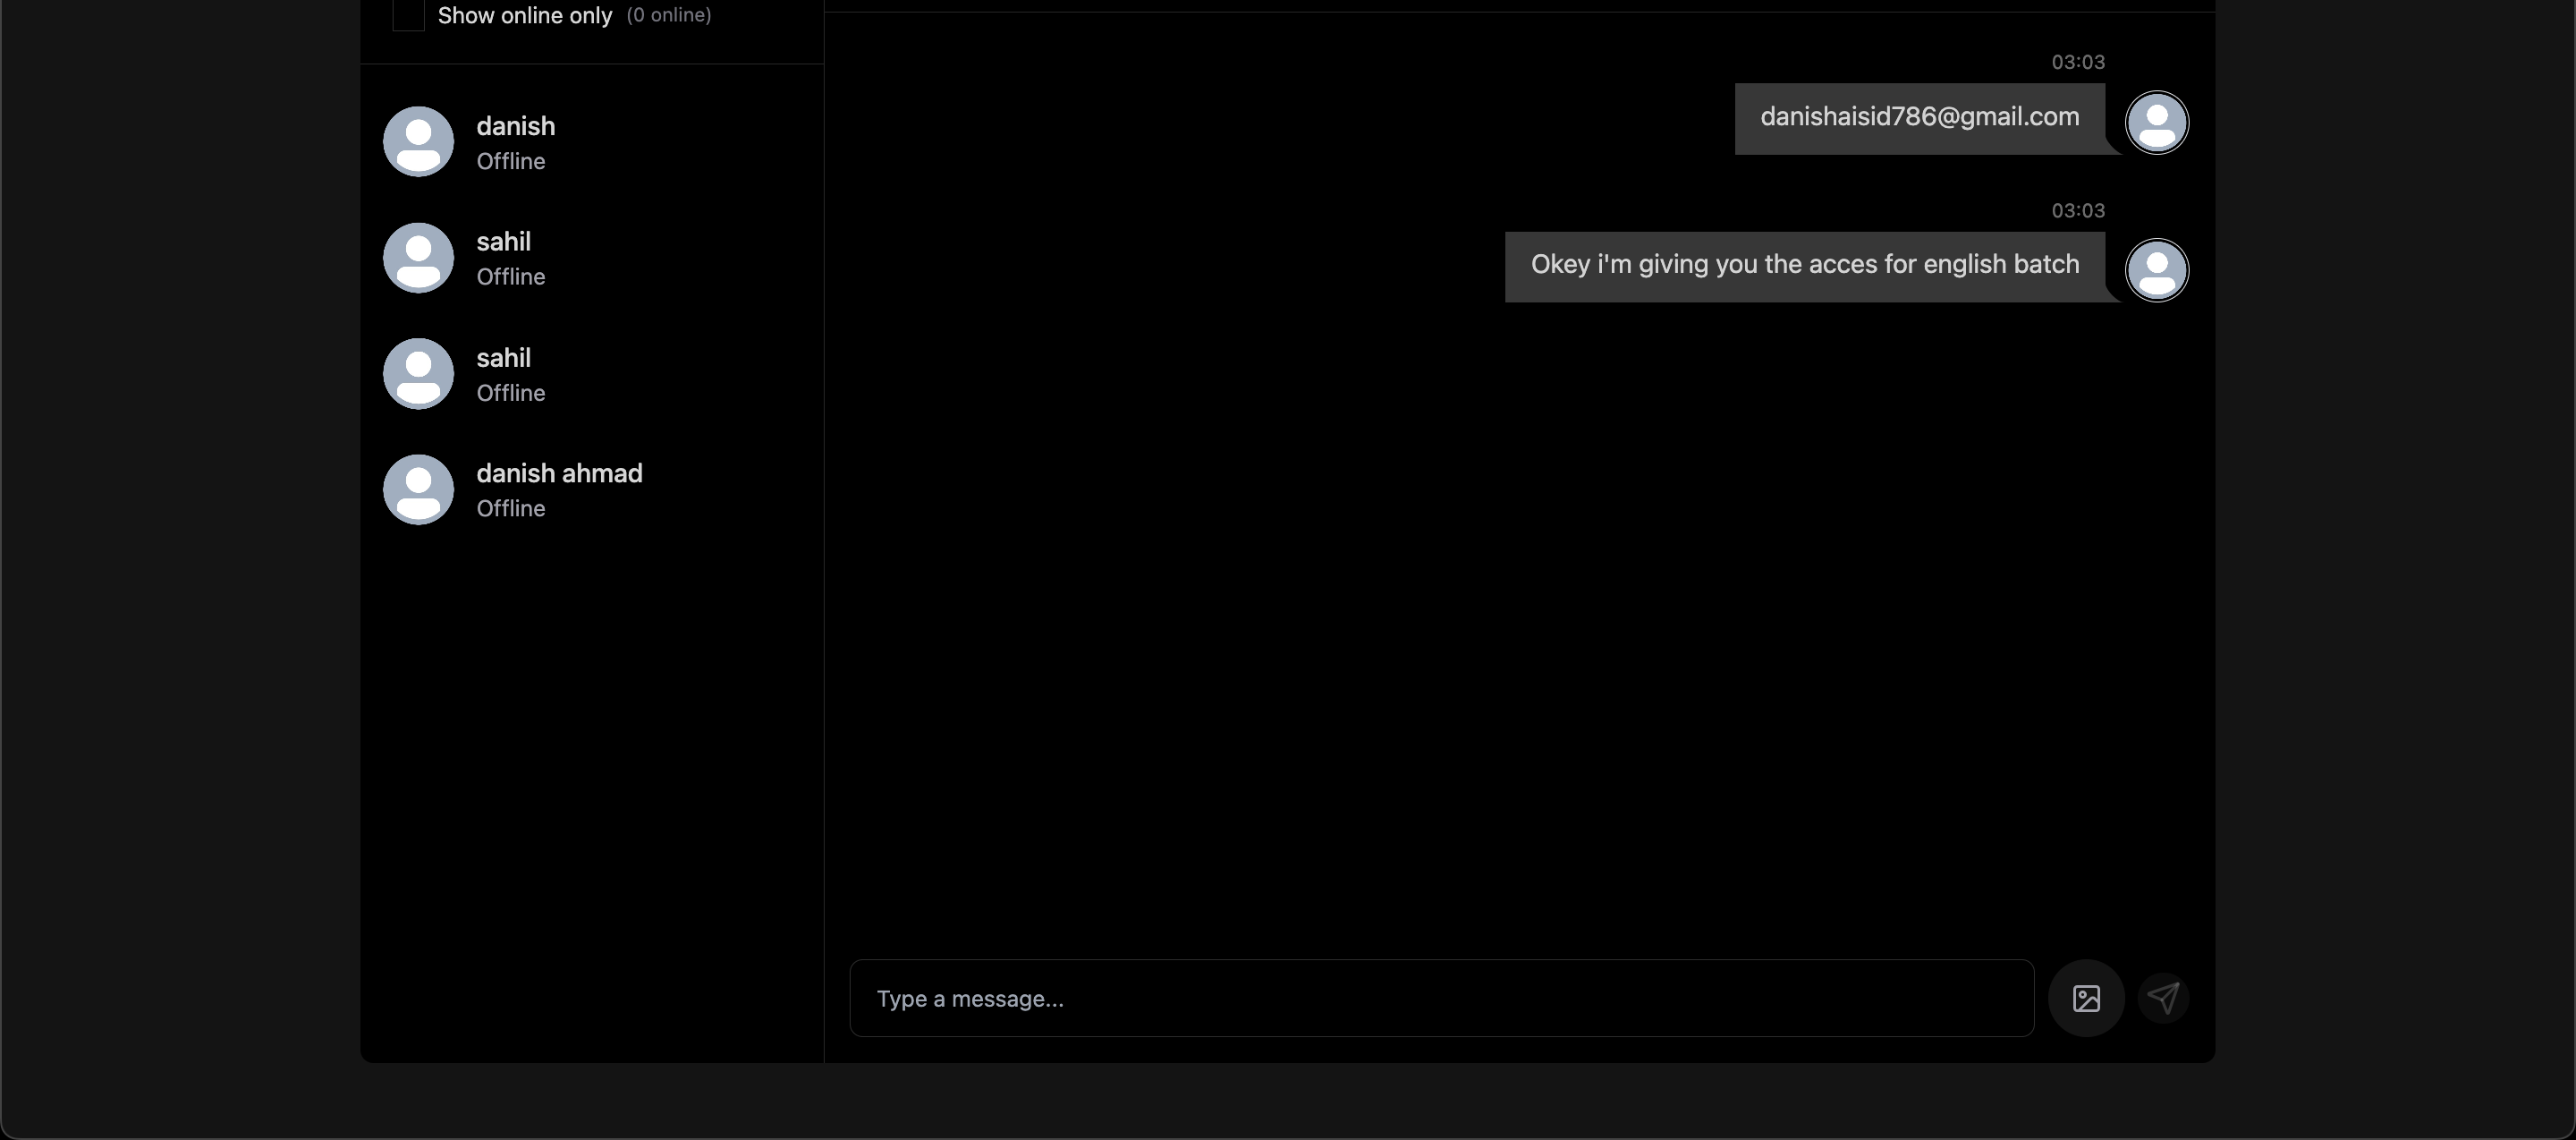 Show online only (0 online)
danish
Offline
sahil
Offline
sahil
Offline
danish ahmad
Offline
03:03
danishaisid786@gmail.com
03:03
Okey i'm giving you the acces for english batch
Type a message...